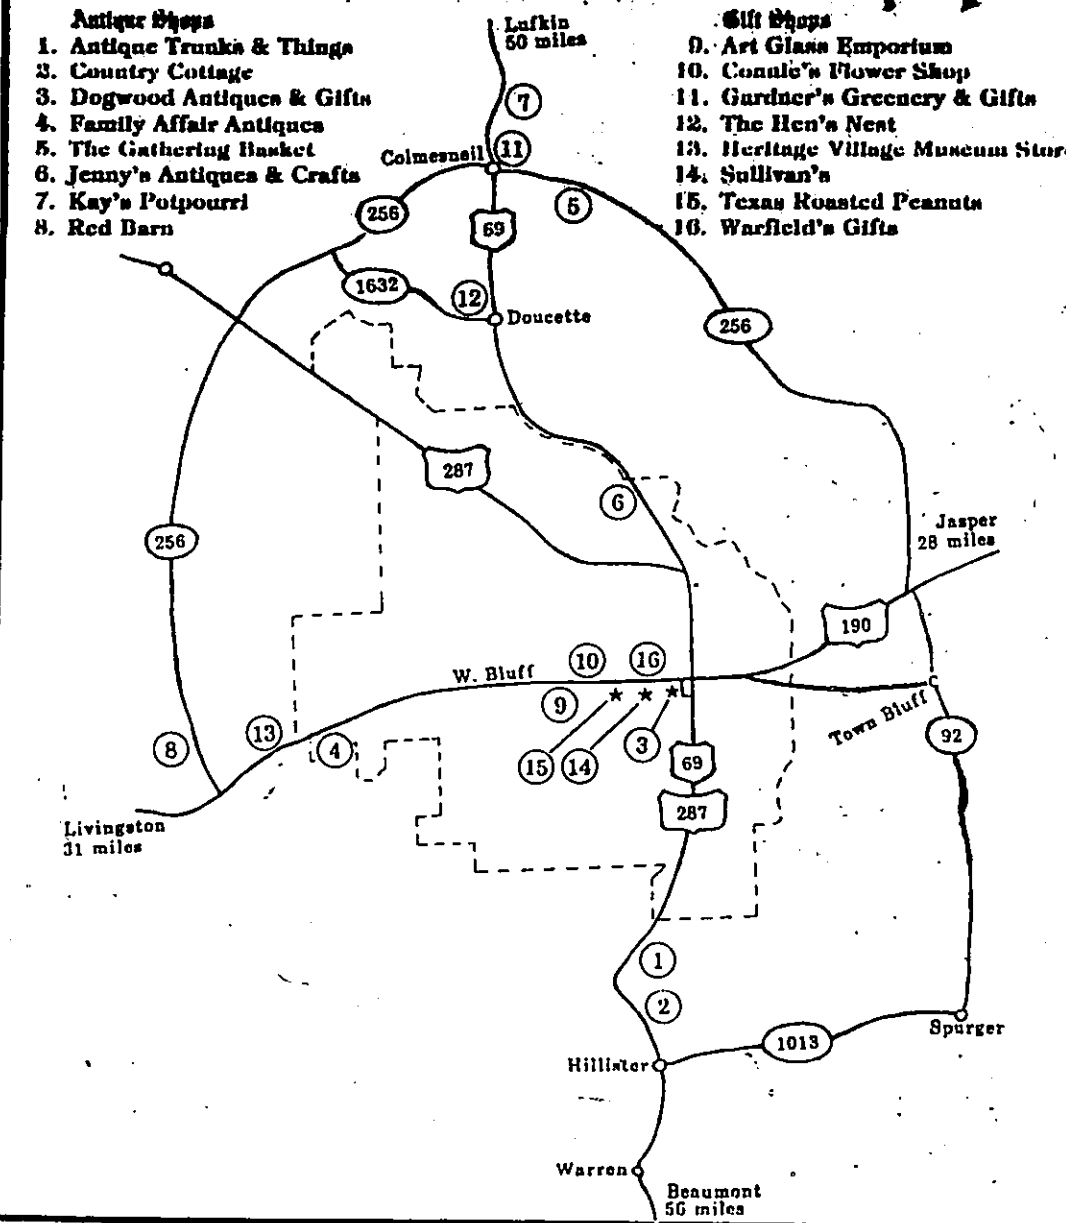 Antique Shops
1. Antique Trunks & Things
2. Country Cottage
3. Dogwood Antiques & Gifts
4. Family Affair Antiques
5. The Gathering Basket
6. Jenny's Antiques & Crafts
7. Kay's Potpourri
8. Red Barn
Gift Shops
9. Art Glass Emporium
10. Connie's Flower Shop
11. Gardner's Greenery & Gifts
12. The Hen's Nest
13. Heritage Village Museum Stor
14. Sullivan's
15. Texas Roasted Peanuts
16. Warfield's Gifts
Lufkin
50 miles
7
11
Colmesneil
256
69
5
1632
12
Doucette
256
287
6
256
Jasper
28 miles
190
10
16
W. Bluff
9
13
8
4
15
14
3
69
Town Bluff
92
287
Livingston
31 miles
1
2
Spurger
1013
Hillister
Warren
Beaumont
56 miles